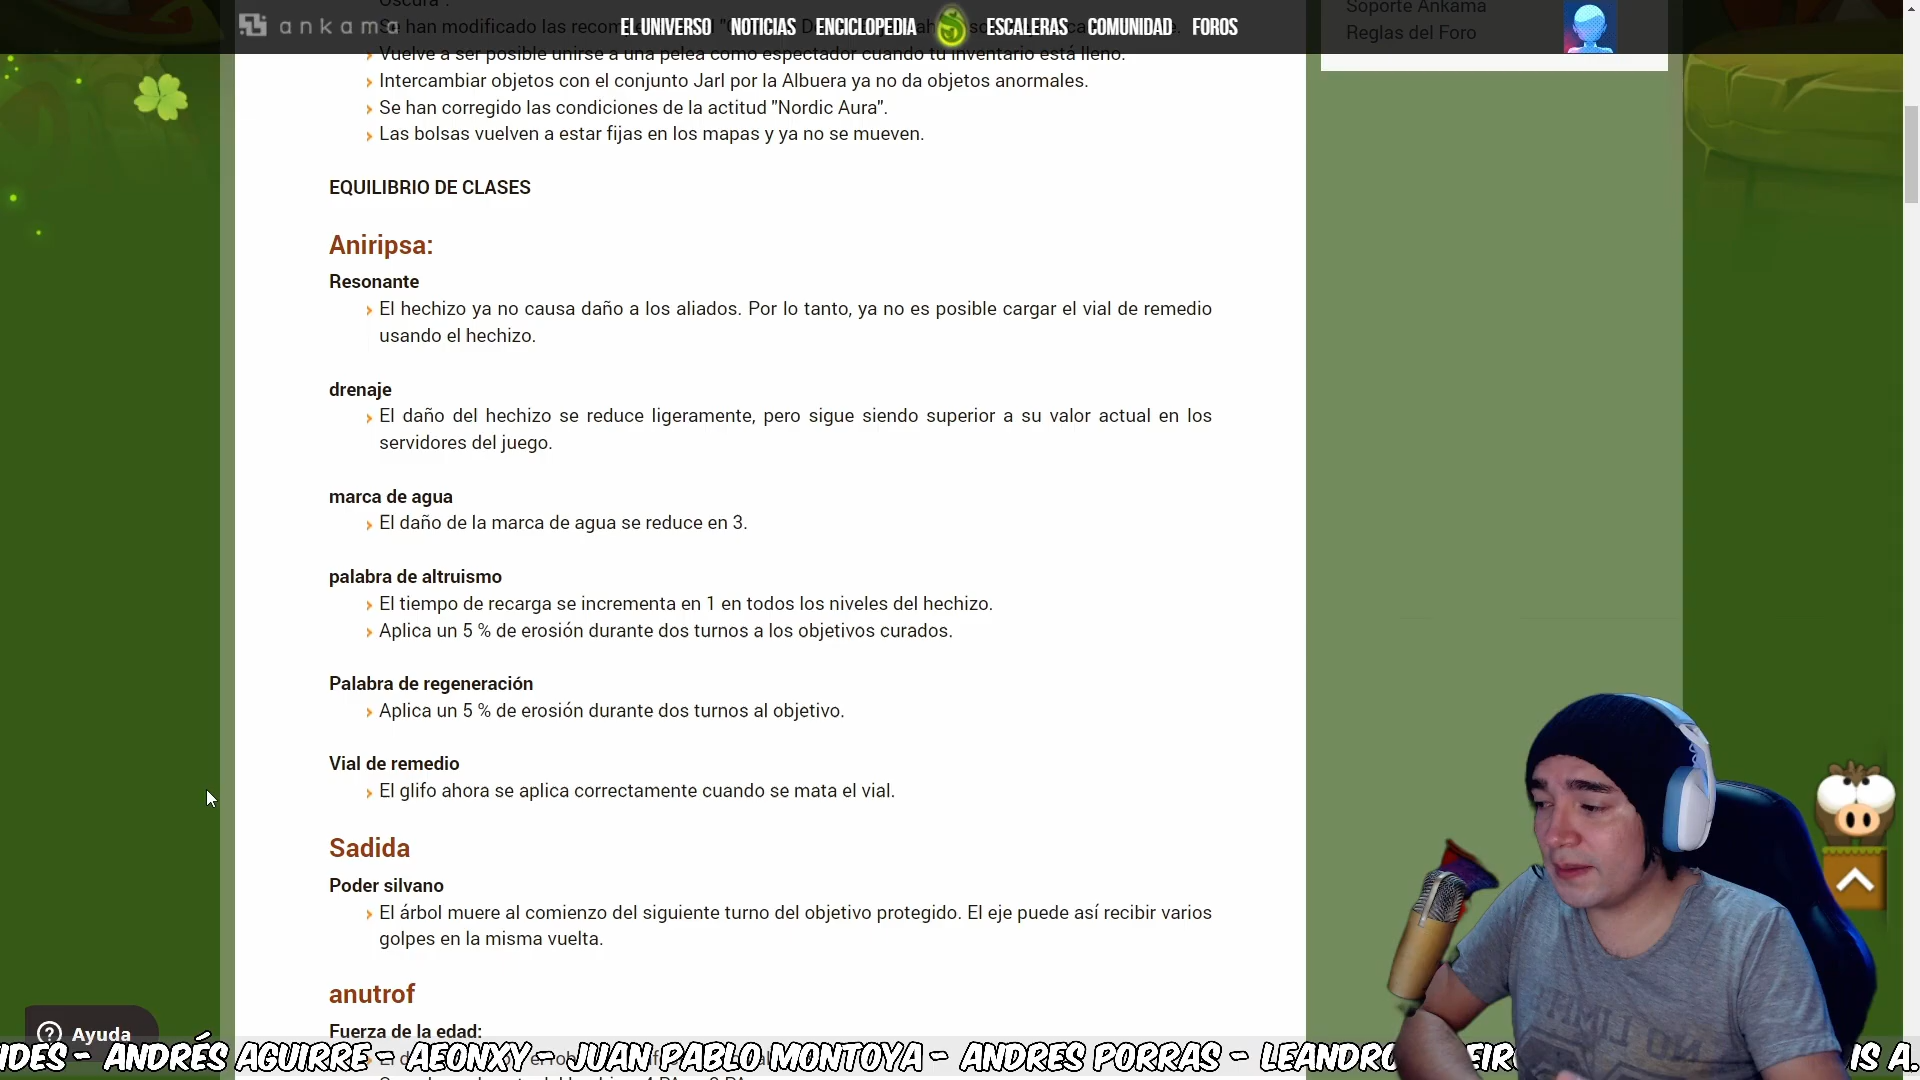 Oscura".
ankama
EL UNIVERSO NOTICIAS ENCICLOPEDIA ESCALERAS COMUNIDAD FOROS
Soporte Ankama
Reglas del Foro
Se han modificado las
Vuelve a ser posible unirse a una pelea como espectador cuando tu inventario está lleno.
Intercambiar objetos con el conjunto Jarl por la Albuera ya no da objetos anormales.
Se han corregido las condiciones de la actitud "Nordic Aura".
Las bolsas vuelven a estar fijas en los mapas y ya no se mueven.
EQUILIBRIO DE CLASES
Aniripsa:
Resonante
El hechizo ya no causa daño a los aliados. Por lo tanto, ya no es posible cargar el vial de remedio
usando el hechizo.
drenaje
El daño del hechizo se reduce ligeramente, pero sigue siendo superior a su valor actual en los
servidores del juego.
marca de agua
El daño de la marca de agua se reduce en 3.
palabra de altruismo
El tiempo de recarga se incrementa en 1 en todos los niveles del hechizo.
Aplica un 5 % de erosión durante dos turnos a los objetivos curados.
Palabra de regeneración
Aplica un 5 % de erosión durante dos turnos al objetivo.
Vial de remedio
El glifo ahora se aplica correctamente cuando se mata el vial.
Sadida
Poder silvano
El árbol muere al comienzo del siguiente turno del objetivo protegido. El eje puede así recibir varios
golpes en la misma vuelta.
anutrof
Fuerza de la edad:
Ayuda
NDES - ANDRÉS AGUIRRE - AEONXY - JUAN PABLO MONTOYA - ANDRES PORRAS - LEANDRO IS A.